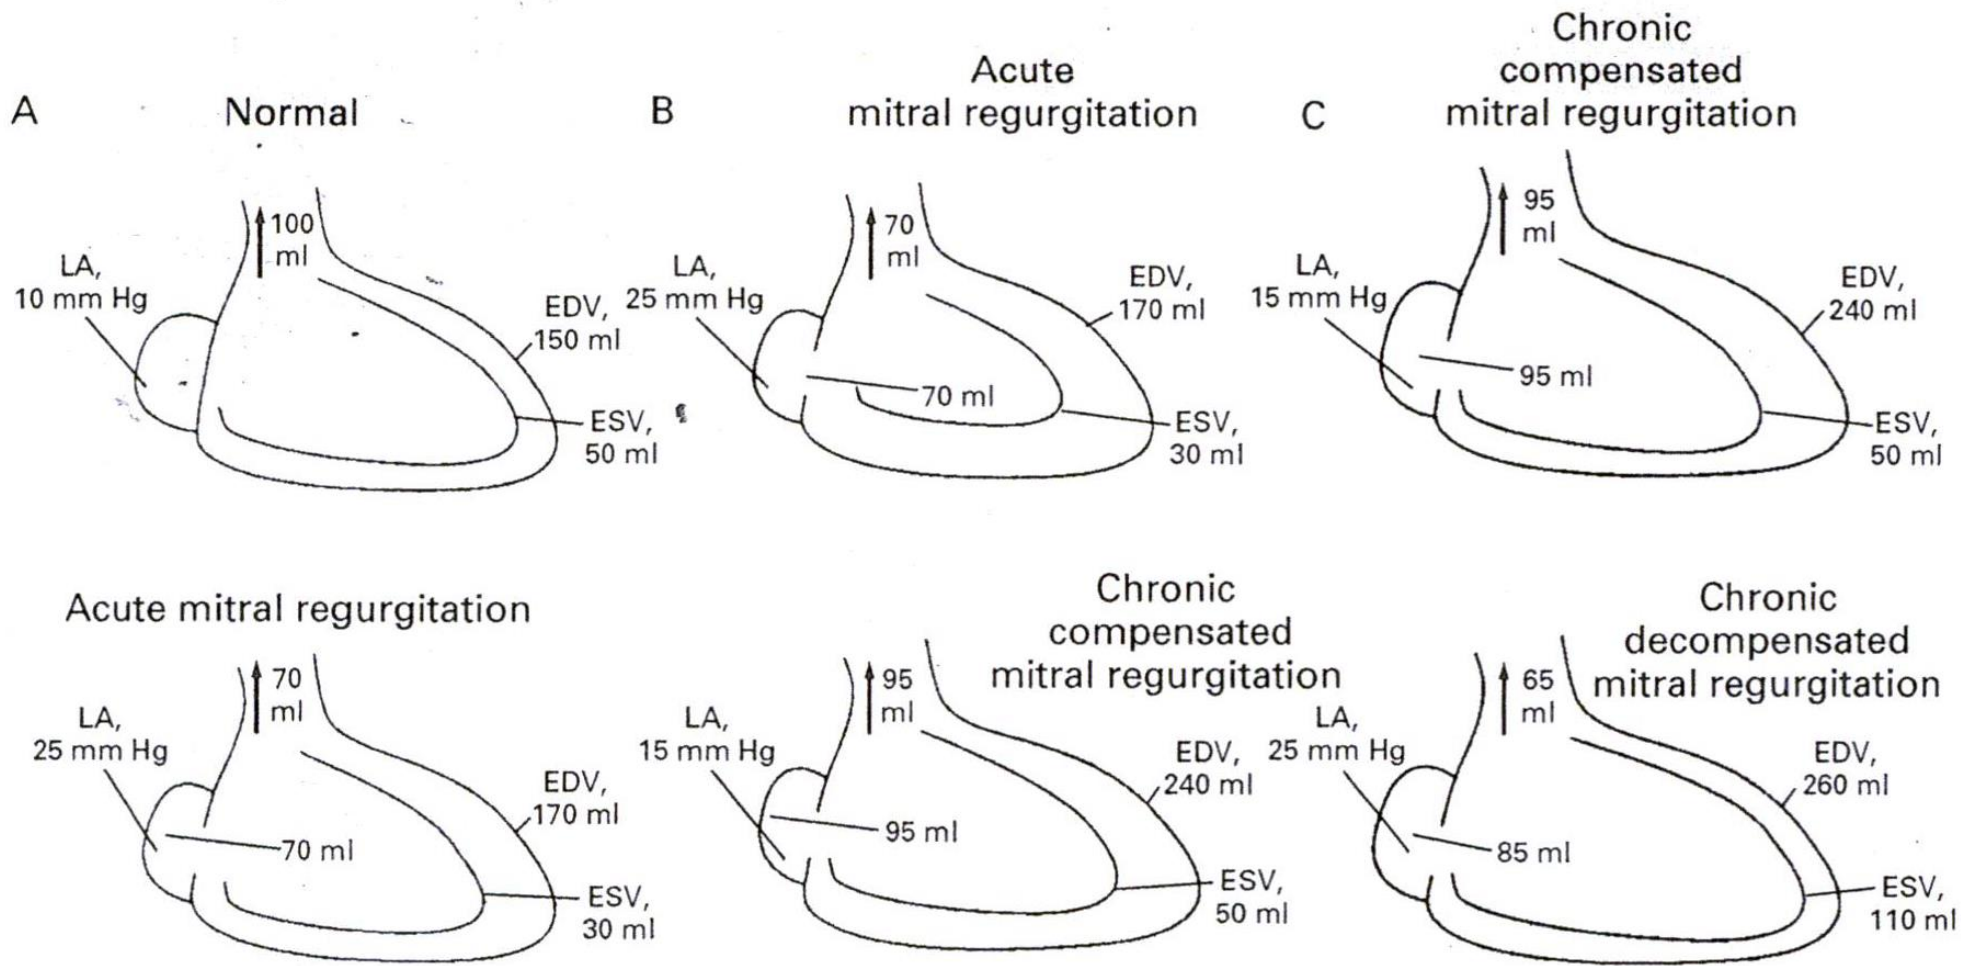 A
Normal
100
ml
LA,
10 mm Hg
EDV,
150 ml
ESV,
50 ml
B
Acute
mitral regurgitation
70
ml
LA,
25 mm Hg
EDV,
170 ml
70 ml
ESV,
30 ml
C
Chronic
compensated
mitral regurgitation
95
ml
LA,
15 mm Hg
EDV,
240 ml
95 ml
ESV,
50 ml
Acute mitral regurgitation
70
ml
LA,
25 mm Hg
EDV,
170 ml
70 ml
ESV,
30 ml
Chronic
compensated
mitral regurgitation
95
ml
LA,
15 mm Hg
EDV,
240 ml
95 ml
ESV,
50 ml
Chronic
decompensated
mitral regurgitation
65
ml
LA,
25 mm Hg
EDV,
260 ml
85 ml
ESV,
110 ml